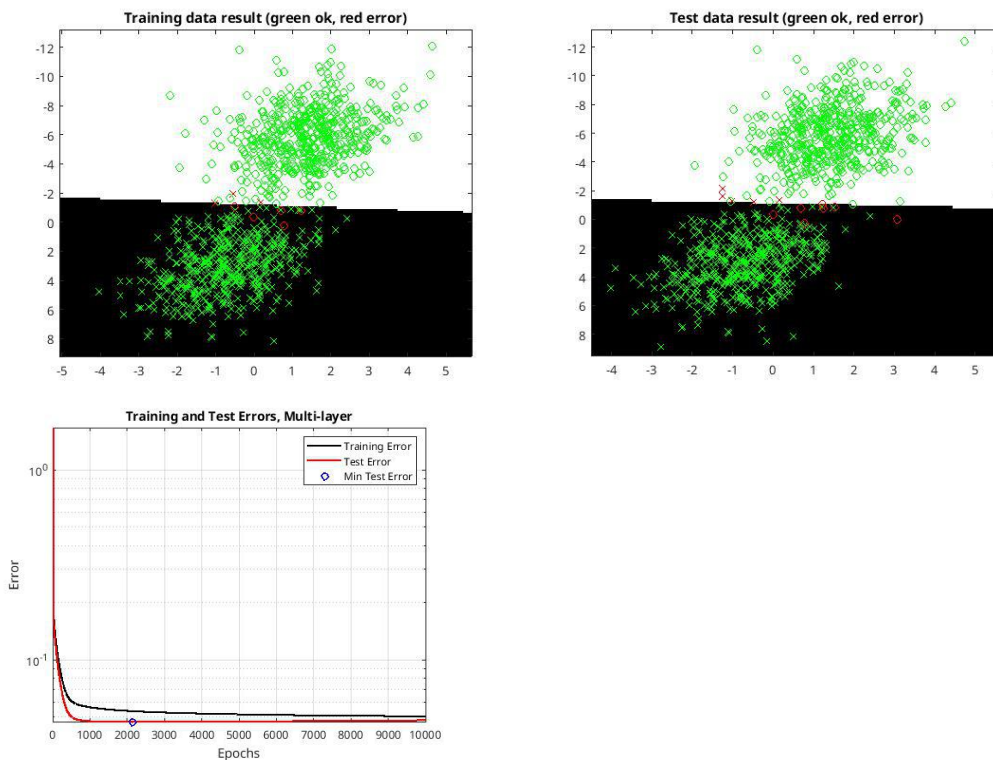 Training data result (green ok, red error)
-12
-10
-8
-6
-4
-2
0
2
4
6
8
-5 -4 -3 -2 -1 0 1 2 3 4 5
Test data result (green ok, red error)
-12
-10
-8
-6
-4
-2
0
2
4
6
8
-4 -3 -2 -1 0 1 2 3 4 5
Training and Test Errors, Multi-layer
Training Error
Test Error
Min Test Error
10^0
10^-1
Error
0 1000 2000 3000 4000 5000 6000 7000 8000 9000 10000
Epochs